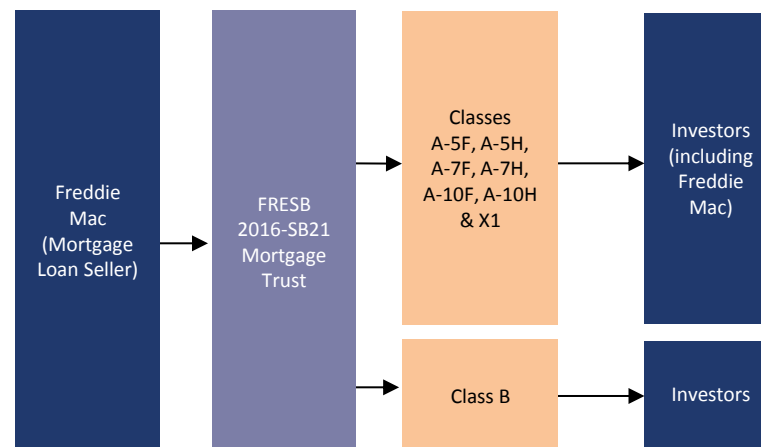 Freddie
Mac
(Mortgage
Loan Seller)
FRESB
2016-SB21
Mortgage
Trust
Classes
A-5F, A-5H,
A-7F, A-7H,
A-10F, A-10H
& X1
Investors
(including
Freddie
Mac)
Class B
Investors